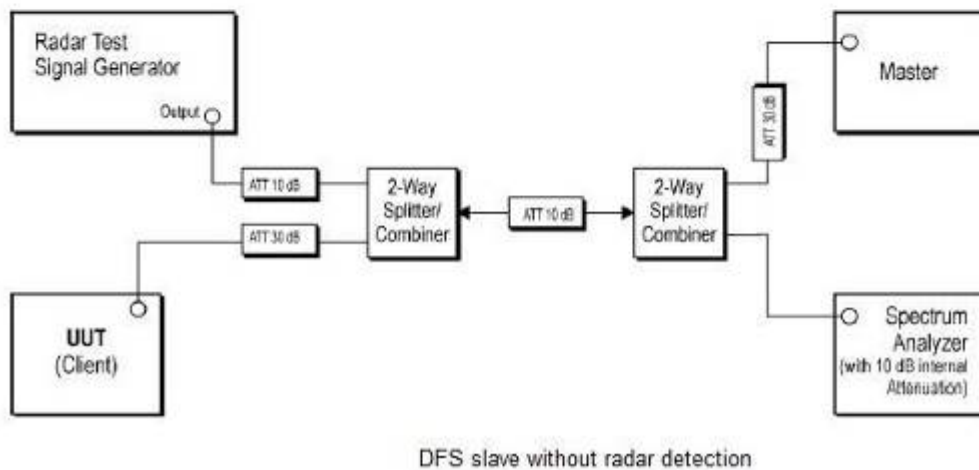 Radar Test
Signal Generator
Output
Master
ATT 30 dB
ATT 10 dB
2-Way
Splitter/
Combiner
ATT 10 dB
2-Way
Splitter/
Combiner
ATT 30 dB
UUT
(Client)
Spectrum
Analyzer
(with 10 dB internal
Attenuation)
DFS slave without radar detection